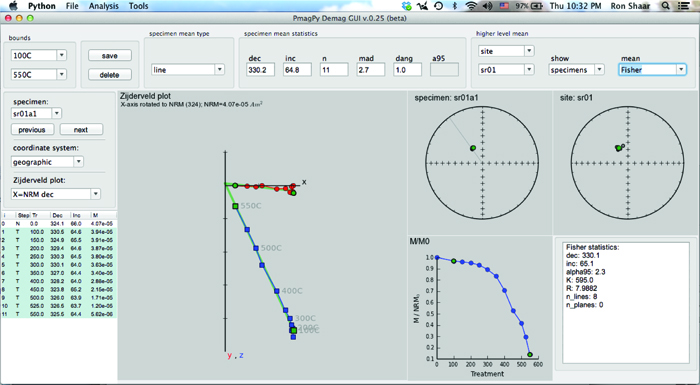 Python File Analysis Tools
97% Thu 10:32 PM Ron Shaar
PmagPy Demag GUI v.0.25 (beta)
bounds
100C
550C
save
delete
specimen mean type
line
specimen mean statistics
dec inc n mad dang a95
330.2 64.8 11 2.7 1.0
higher level mean
site
sr01
show
specimens
mean
Fisher
specimen:
sr01a1
previous next
coordinate system:
geographic
Zijderveld plot:
X=NRM dec
i Step Tr Dec Inc M
0 N 0.0 324.1 66.0 4.07e-05
1 T 100.0 330.5 64.6 3.94e-05
2 T 150.0 324.9 65.5 3.91e-05
3 T 200.0 329.4 64.6 3.87e-05
4 T 250.0 330.3 64.5 3.80e-05
5 T 300.0 330.3 64.5 3.63e-05
6 T 350.0 327.0 64.4 3.40e-05
7 T 400.0 328.2 64.0 2.88e-05
8 T 450.0 323.8 65.2 2.15e-05
9 T 500.0 326.0 63.9 1.71e-05
10 T 525.0 326.5 63.7 1.20e-05
11 T 550.0 325.5 64.4 5.62e-05
Zijderveld plot
X-axis rotated to NRM (324); NRM=4.07e-05 Am²
x
550C
500C
400C
300C
200C
100C
y, z
specimen: sr01a1
site: sr01
M/M0
M / NRM₀
1.0
0.9
0.8
0.7
0.6
0.5
0.4
0.3
0.2
0.1
0 100 200 300 400 500 600
Treatment
Fisher statistics:
dec: 330.1
inc: 65.1
alpha95: 2.3
K: 595.0
R: 7.9882
n_lines: 8
n_planes: 0